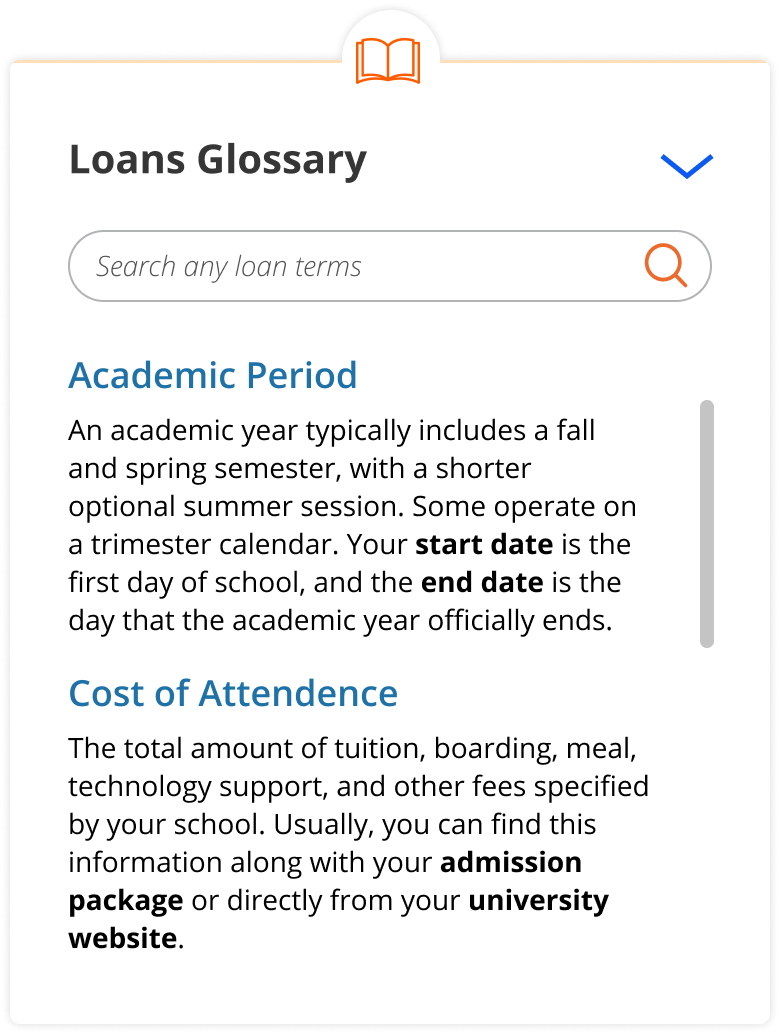 Loans Glossary
Search any loan terms
Academic Period
An academic year typically includes a fall
and spring semester, with a shorter
optional summer session. Some operate on
a trimester calendar. Your start date is the
first day of school, and the end date is the
day that the academic year officially ends.
Cost of Attendence
The total amount of tuition, boarding, meal,
technology support, and other fees specified
by your school. Usually, you can find this
information along with your admission
package or directly from your university
website.